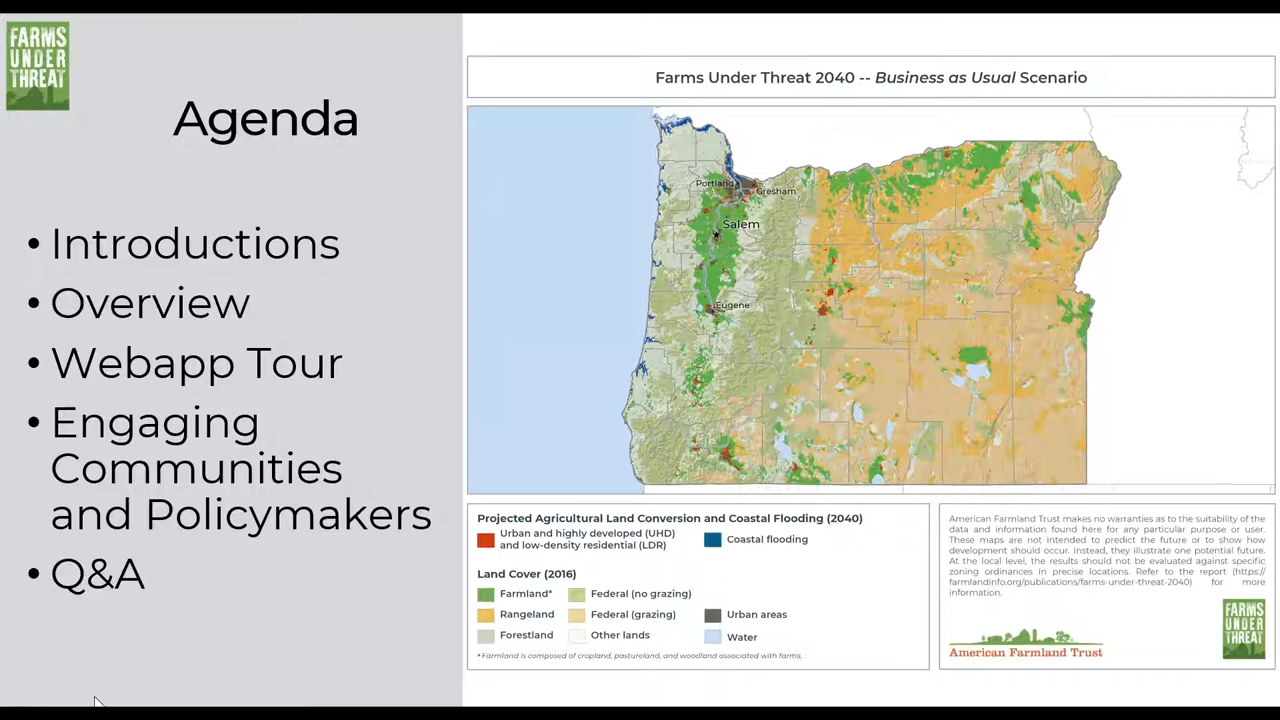 FARMS
UNDER
THREAT
Agenda
• Introductions
• Overview
• Webapp Tour
• Engaging
Communities
and Policymakers
• Q&A
Farms Under Threat 2040 -- Business as Usual Scenario
Portland
Gresham
Salem
Eugene
Projected Agricultural Land Conversion and Coastal Flooding (2040)
Urban and highly developed (UHD)
and low-density residential (LDR)
Coastal flooding
Land Cover (2016)
Farmland*
Federal (no grazing)
Rangeland
Federal (grazing)
Urban areas
Forestland
Other lands
Water
* Farmland is composed of cropland, pastureland, and woodland associated with farms.
American Farmland Trust makes no warranties as to the suitability of the
data and information found here for any particular purpose or user.
These maps are not intended to predict the future or to show how
development should occur. Instead, they illustrate one potential future.
At the local level, the results should not be evaluated against specific
zoning ordinances in precise locations. Refer to the report (https://
farmlandinfo.org/publications/farms-under-threat-2040) for more
information.
American Farmland Trust
FARMS
UNDER
THREAT